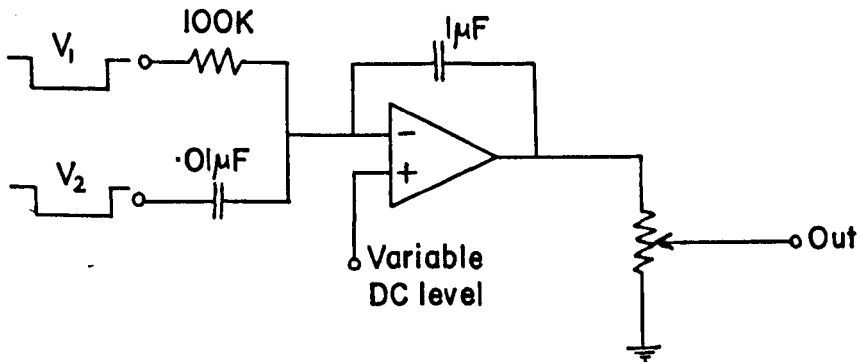 100K
V1
1μF
.01μF
V2
-
+
Variable
DC level
Out